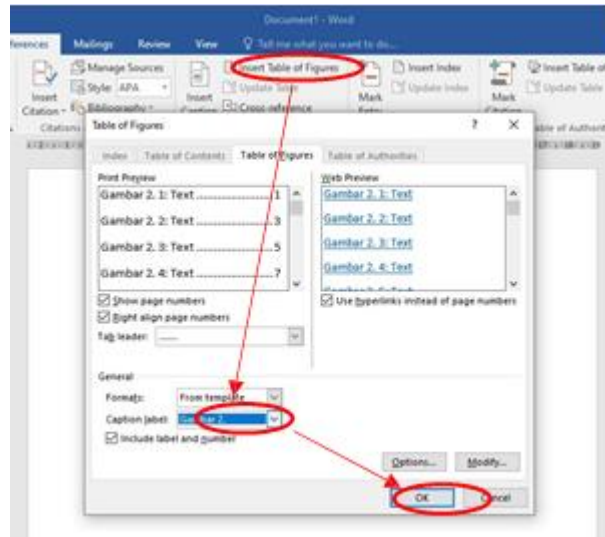 Document1 - Word
Mailings Review View Tell me what you want to do...
Manage Sources
Style: APA
Bibliography
Insert Citation
Insert Caption
Insert Table of Figures
Update Table
Cross-reference
Mark Entry
Insert Index
Update Index
Mark Citation
Insert Table of
Update Table
Table of Figures ? X
Index Table of Contents Table of Figures Table of Authorities
Print Preview
Gambar 2. 1: Text 1
Gambar 2. 2: Text 3
Gambar 2. 3: Text 5
Gambar 2. 4: Text 7
Web Preview
Gambar 2. 1: Text
Gambar 2. 2: Text
Gambar 2. 3: Text
Gambar 2. 4: Text
Show page numbers
Right align page numbers
Tab leader: ......
Use hyperlinks instead of page numbers
General
Formats: From template
Caption label: Gambar 2.
Include label and number
Options... Modify...
OK Cancel